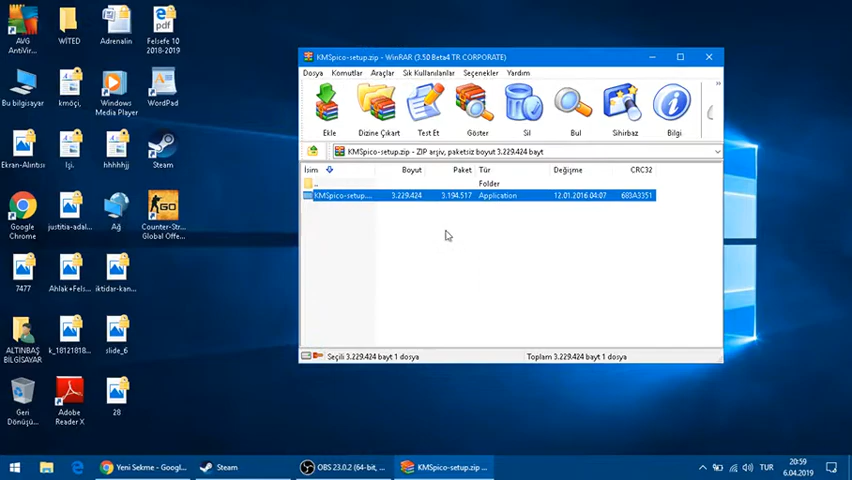 AVG
AntiVir...
WİTED
Adrenalin
pdf
Felsefe 10
2018-2019
Bu bilgisayar
kmöçi,
Windows
Media Player
WordPad
Ekran-Alıntısı
Işi.
hhhhhjj
Steam
Google
Chrome
justitia-adal...
Ağ
GO
Counter-Str...
Global Offe...
7477
Ahlak+Fels...
iktidar-kan...
ALTINBAŞ
BİLGİSAYAR
k_18121818...
slide_6
Geri
Dönüşü...
Adobe
Reader X
28
KMSpico-setup.zip - WinRAR (3.50 Beta4 TR CORPORATE)
Dosya Komutlar Araçlar Sık Kullanılanlar Seçenekler Yardım
Ekle Dizine Çıkart Test Et Göster Sil Bul Sihirbaz Bilgi
KMSpico-setup.zip - ZIP arşiv, paketsiz boyut 3.229.424 bayt
İsim Boyut Paket Tür Değişme CRC32
.. Folder
KMSpico-setup.... 3.229.424 3.194.517 Application 12.01.2016 04:07 683A3351
Seçili 3.229.424 bayt 1 dosya Toplam 3.229.424 bayt 1 dosya
Yeni Sekme - Googl... Steam OBS 23.0.2 (64-bit, ... KMSpico-setup.zip ... TUR 20:59
6.04.2019